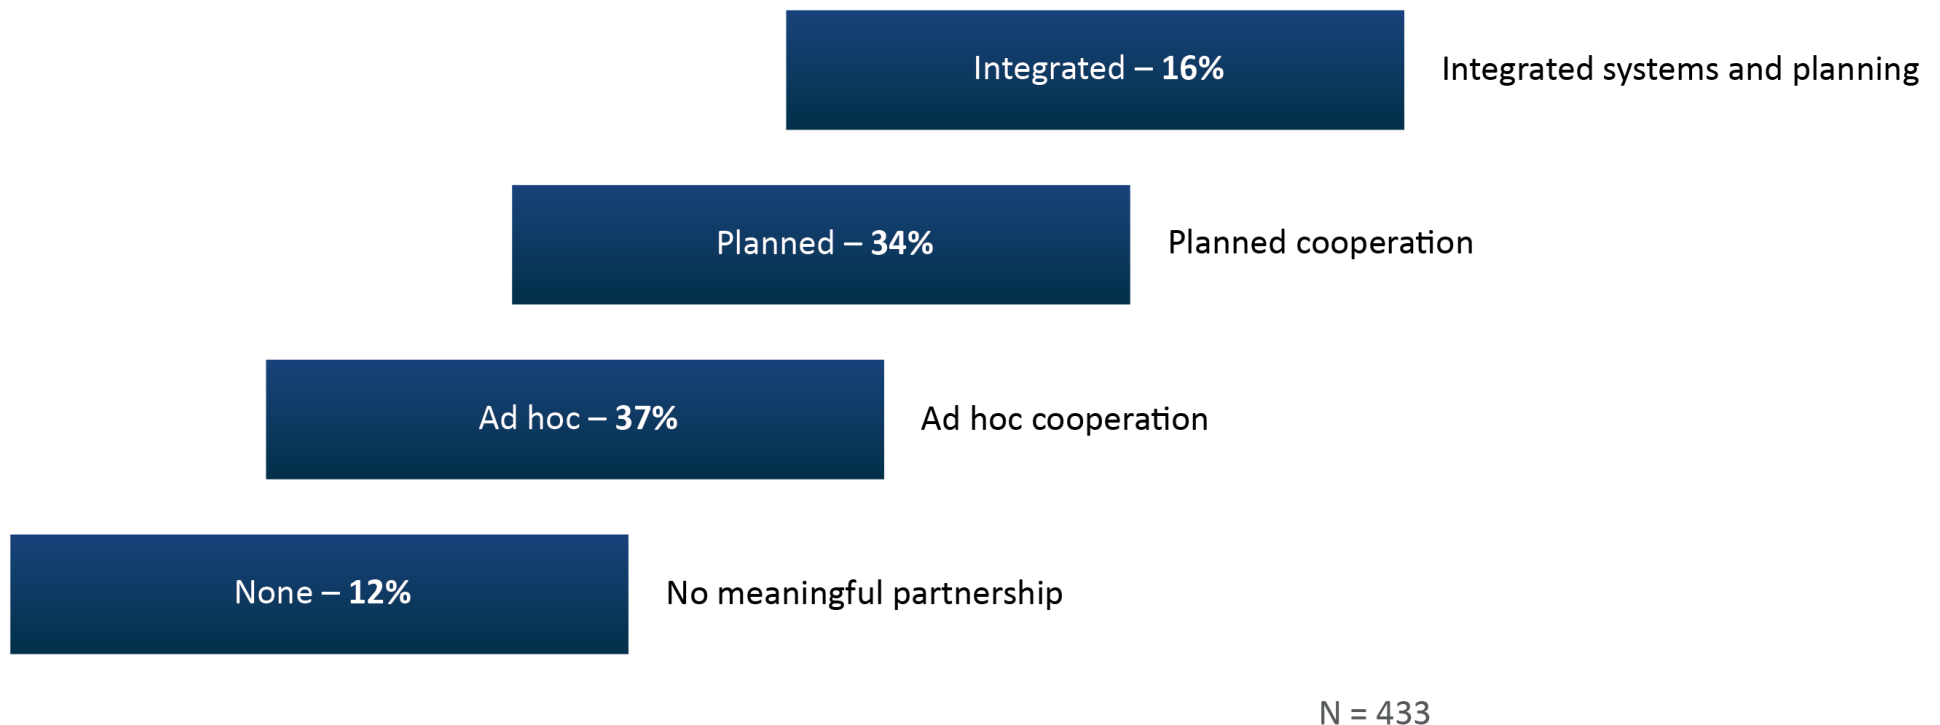 Integrated – 16%
Integrated systems and planning
Planned – 34%
Planned cooperation
Ad hoc – 37%
Ad hoc cooperation
None – 12%
No meaningful partnership
N = 433